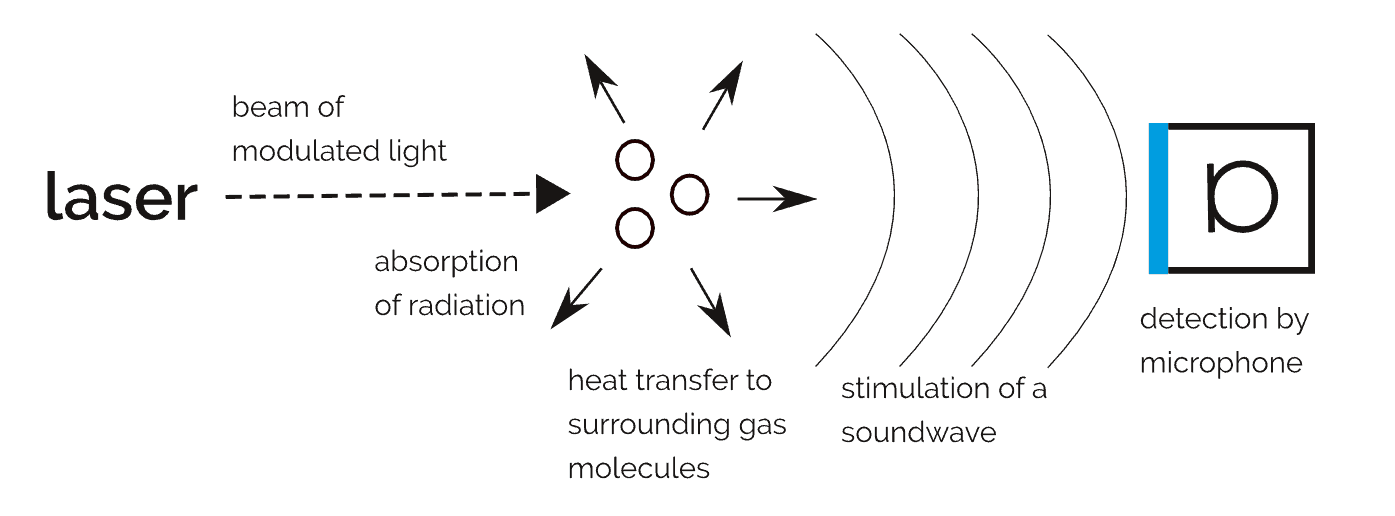 beam of
modulated light
laser
absorption
of radiation
heat transfer to
surrounding gas
molecules
stimulation of a
soundwave
detection by
microphone